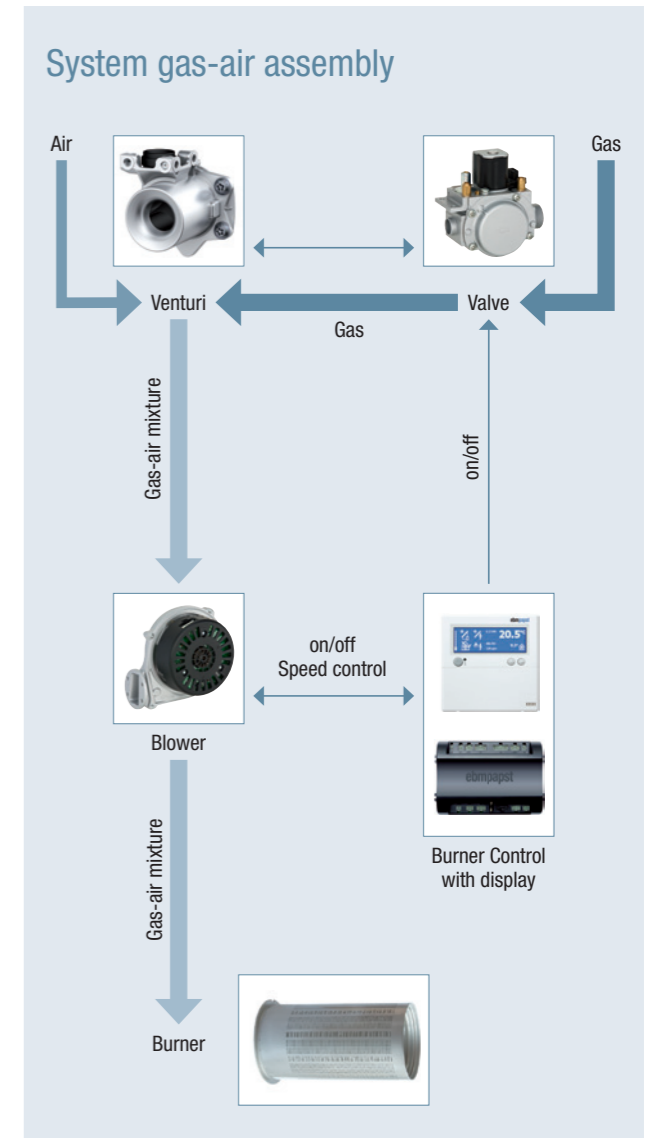 System gas-air assembly
Air
Gas
Venturi
Valve
Gas
Gas-air mixture
on/off
on/off
Speed control
20.5
Blower
ebmpapst
Burner Control
with display
Gas-air mixture
Burner